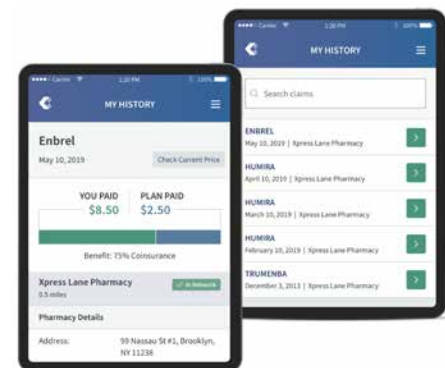 Carrier
1:20 PM
100%
MY HISTORY
Enbrel
May 10, 2019
Check Current Price
YOU PAID
PLAN PAID
$8.50
$2.50
Benefit: 75% Coinsurance
Xpress Lane Pharmacy
In Network
0.5 miles
Pharmacy Details
Address:
99 Nassau St #1, Brooklyn,
NY 11238
Carrier
1:20 PM
100%
MY HISTORY
Search claims
ENBREL
May 10, 2019 | Xpress Lane Pharmacy
HUMIRA
April 10, 2019 | Xpress Lane Pharmacy
HUMIRA
March 10, 2019 | Xpress Lane Pharmacy
HUMIRA
February 10, 2019 | Xpress Lane Pharmacy
TRUMENBA
December 3, 2013 | Xpress Lane Pharmacy